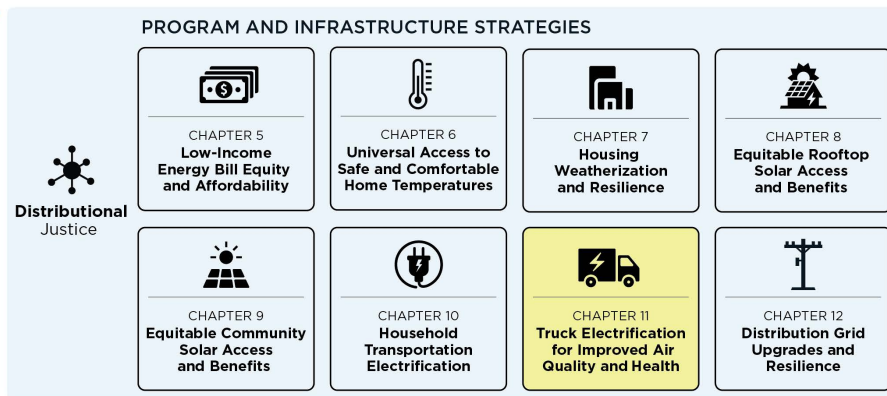 PROGRAM AND INFRASTRUCTURE STRATEGIES
Distributional
Justice
$
CHAPTER 5
Low-Income
Energy Bill Equity
and Affordability
CHAPTER 6
Universal Access to
Safe and Comfortable
Home Temperatures
CHAPTER 7
Housing
Weatherization
and Resilience
CHAPTER 8
Equitable Rooftop
Solar Access
and Benefits
CHAPTER 9
Equitable Community
Solar Access
and Benefits
CHAPTER 10
Household
Transportation
Electrification
CHAPTER 11
Truck Electrification
for Improved Air
Quality and Health
CHAPTER 12
Distribution Grid
Upgrades and
Resilience